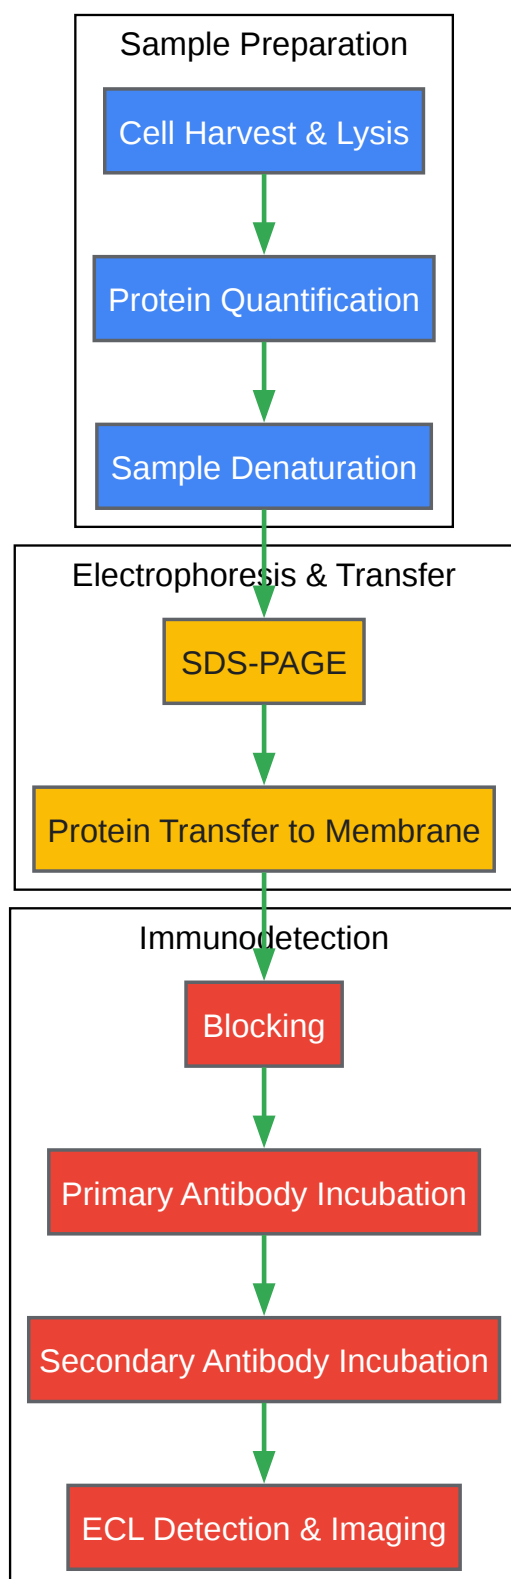 Sample Preparation
Cell Harvest & Lysis
Protein Quantification
Sample Denaturation
Electrophoresis & Transfer
SDS-PAGE
Protein Transfer to Membrane
Immunodetection
Blocking
Primary Antibody Incubation
Secondary Antibody Incubation
ECL Detection & Imaging